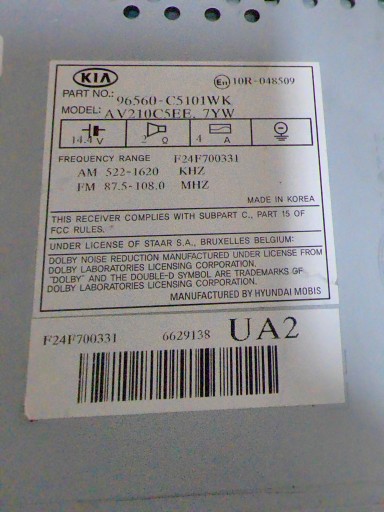 KIA
En 10R-048509
PART NO.: 96560-C5101WK
MODEL: AV210C5EE, 7YW
14.4 V 2 Ω 4 A
FREQUENCY RANGE F24F700331
AM 522-1620 KHZ
FM 87.5-108.0 MHZ
MADE IN KOREA
THIS RECEIVER COMPLIES WITH SUBPART C., PART 15 OF
FCC RULES.
UNDER LICENSE OF STAAR S.A., BRUXELLES BELGIUM:
DOLBY NOISE REDUCTION MANUFACTURED UNDER LICENSE FROM
DOLBY LABORATORIES LICENSING CORPORATION.
"DOLBY" AND THE DOUBLE-D SYMBOL ARE TRADEMARKS OF
DOLBY LABORATORIES LICENSING CORPORATION.
MANUFACTURED BY HYUNDAI MOBIS
F24F700331 6629138 UA2